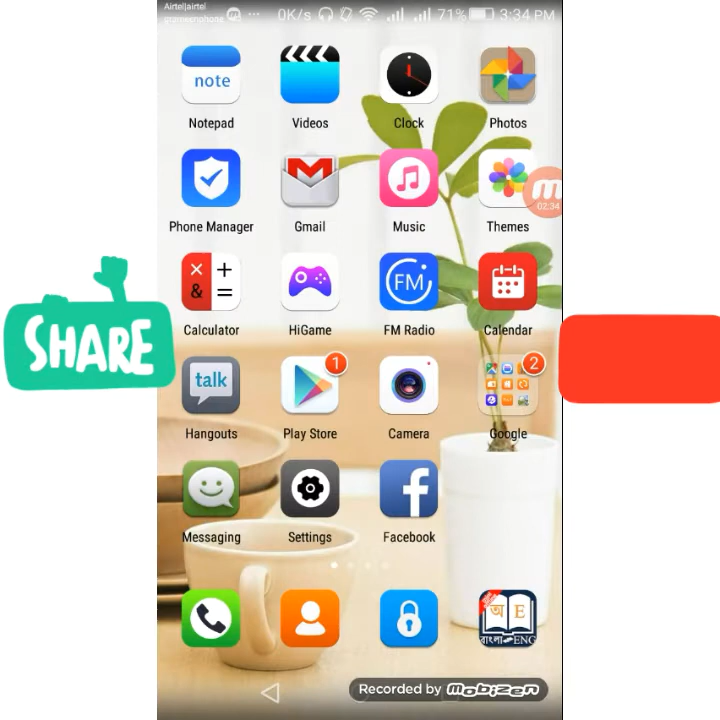 Airtel|airtel
grameenphone
0K/s
71%
3:34 PM
note
Notepad
Videos
Clock
Photos
Phone Manager
Gmail
Music
Themes
02:34
Calculator
HiGame
FM
FM Radio
Calendar
SHARE
talk
Hangouts
1
Play Store
Camera
2
Google
Messaging
Settings
Facebook
অ E
বাংলা ENG
Recorded by mobizen